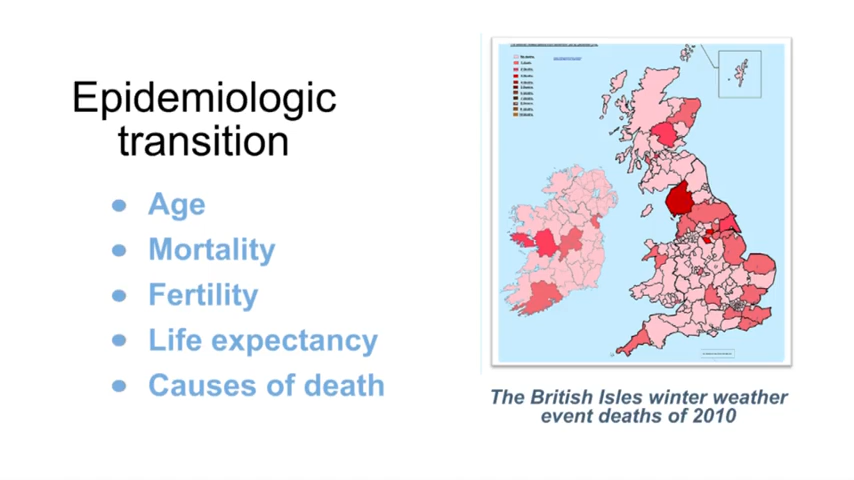 Epidemiologic
transition
● Age
● Mortality
● Fertility
● Life expectancy
● Causes of death
The British Isles winter weather
event deaths of 2010